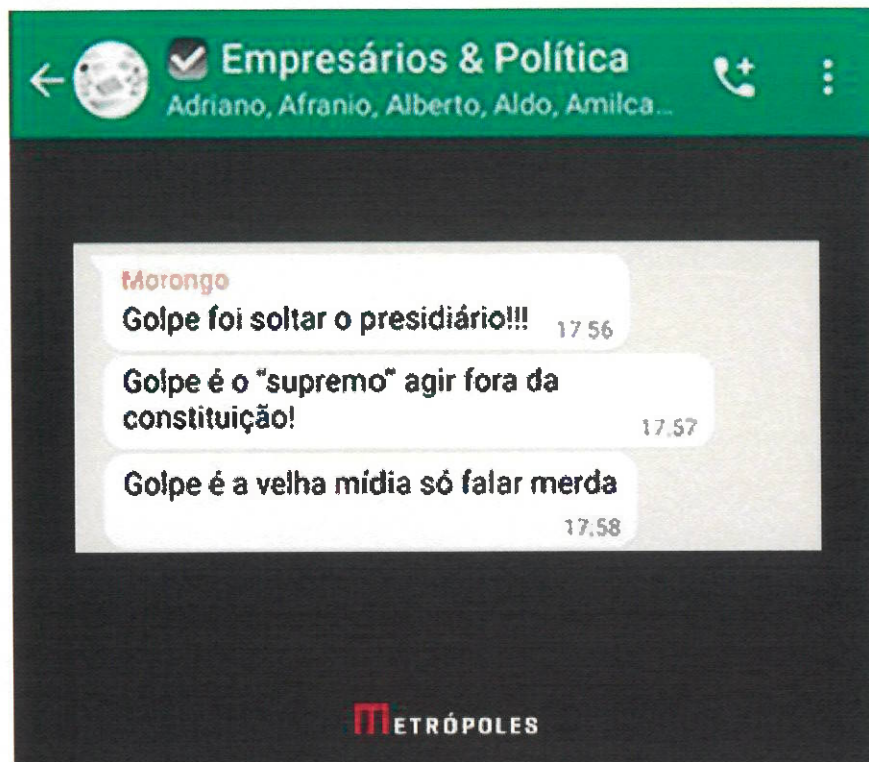 Empresários & Política
Adriano, Afranio, Alberto, Aldo, Amilca...
Morongo
Golpe foi soltar o presidiário!!! 17:56
Golpe é o "supremo" agir fora da
constituição! 17:57
Golpe é a velha mídia só falar merda
17:58
METRÓPOLES